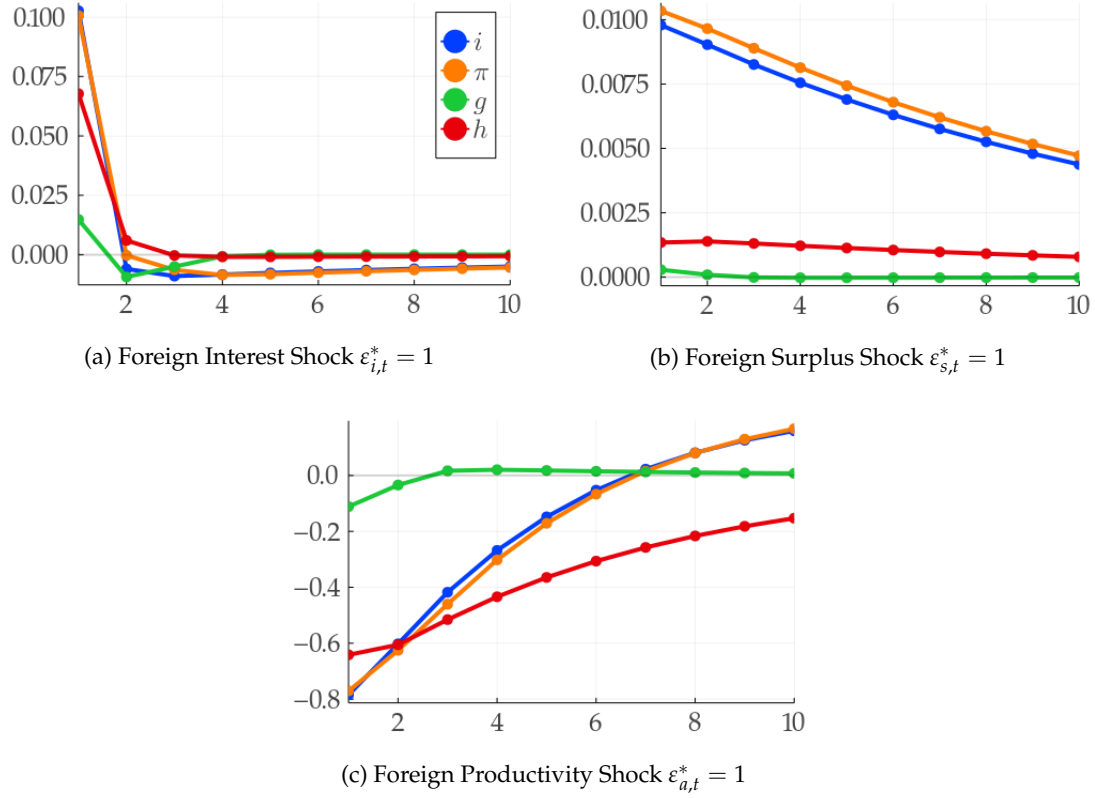 0.100
0.075
0.050
0.025
0.000
2 4 6 8 10
i
π
g
h
(a) Foreign Interest Shock ε*i,t = 1
0.0100
0.0075
0.0050
0.0025
0.0000
2 4 6 8 10
(b) Foreign Surplus Shock ε*s,t = 1
0.0
−0.2
−0.4
−0.6
−0.8
2 4 6 8 10
(c) Foreign Productivity Shock ε*a,t = 1